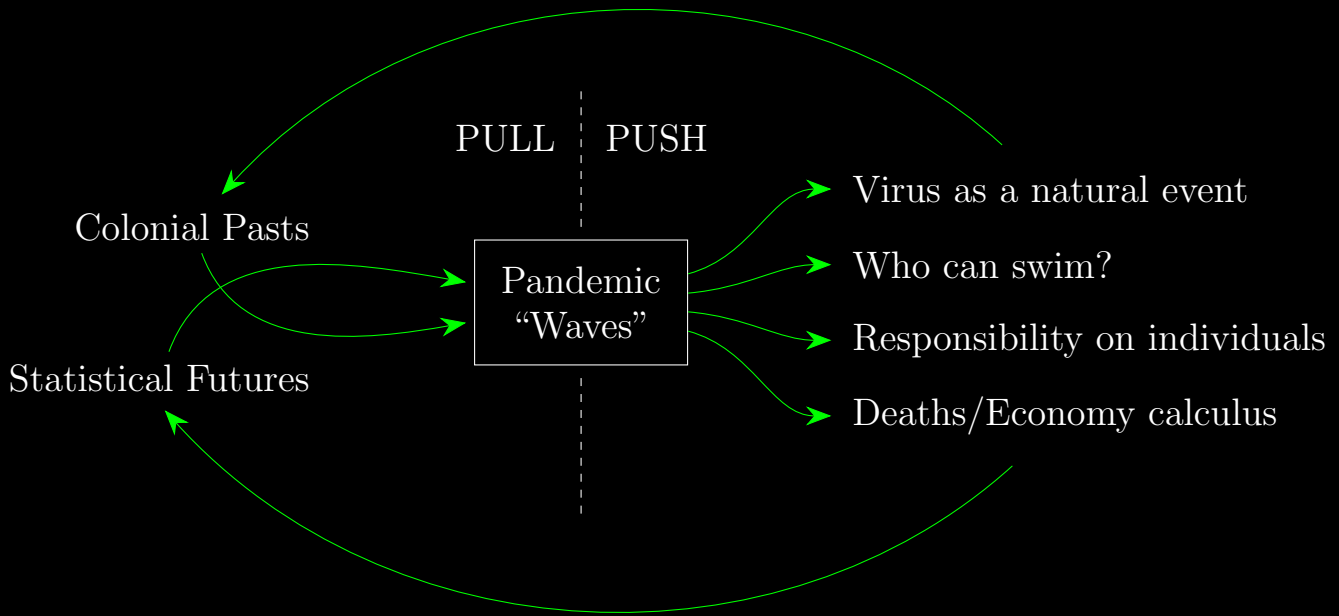 PULL
PUSH
Colonial Pasts
Statistical Futures
Pandemic
“Waves”
Virus as a natural event
Who can swim?
Responsibility on individuals
Deaths/Economy calculus